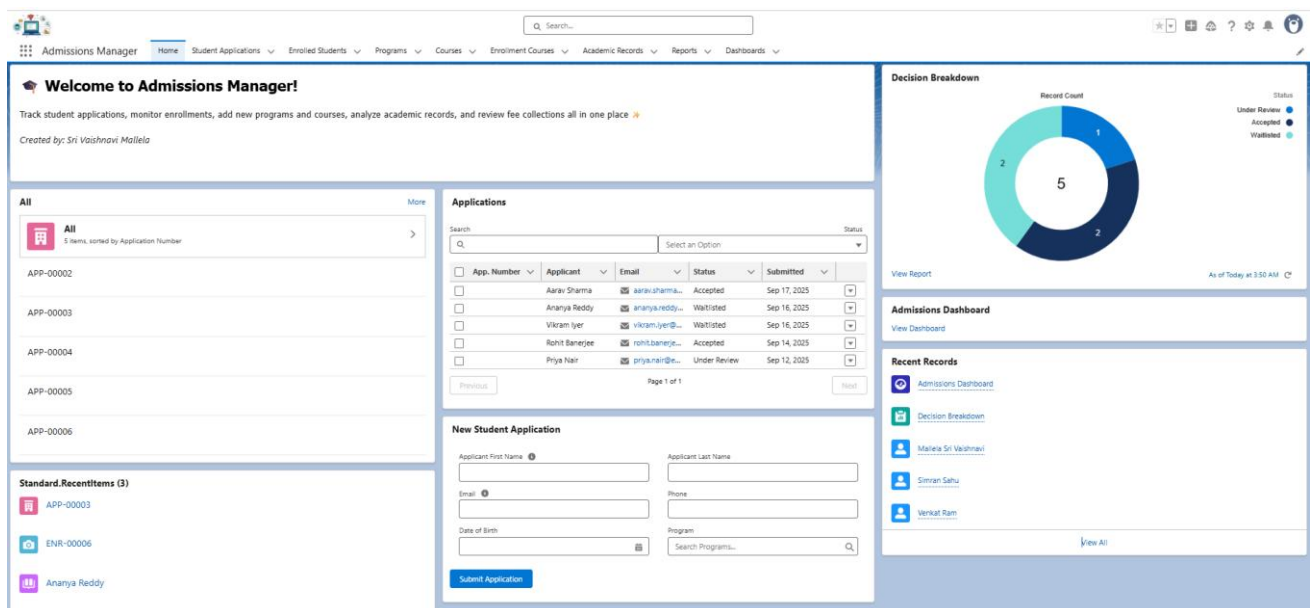 Search...
Admissions Manager Home Student Applications Enrolled Students Programs Courses Enrollment Courses Academic Records Reports Dashboards
Welcome to Admissions Manager!
Track student applications, monitor enrollments, add new programs and courses, analyze academic records, and review fee collections all in one place
Created by: Sri Vaishnavi Mallela
All More
All
5 items, sorted by Application Number
APP-00002
APP-00003
APP-00004
APP-00005
APP-00006
Standard.RecentItems (3)
APP-00003
ENR-00006
Ananya Reddy
Applications
Search Status
Select an Option
App. Number Applicant Email Status Submitted
Aarav Sharma aarav.sharma... Accepted Sep 17, 2025
Ananya Reddy ananya.reddy... Waitlisted Sep 16, 2025
Vikram Iyer vikram.iyer@... Waitlisted Sep 16, 2025
Rohit Banerjee rohit.banerje... Accepted Sep 14, 2025
Priya Nair priya.nair@e... Under Review Sep 12, 2025
Previous Page 1 of 1 Next
New Student Application
Applicant First Name Applicant Last Name
Email Phone
Date of Birth Program
Search Programs...
Submit Application
Decision Breakdown
Record Count Status
Under Review
Accepted
Waitlisted
1
2
5
2
View Report As of Today at 3:50 AM
Admissions Dashboard
View Dashboard
Recent Records
Admissions Dashboard
Decision Breakdown
Mallela Sri Vaishnavi
Simran Sahu
Venkat Ram
View All